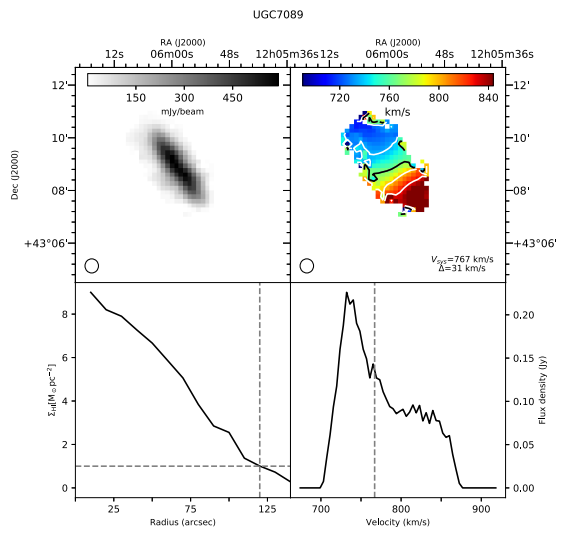 UGC7089
RA (J2000)
RA (J2000)
12s 06m00s 48s 12h05m36s
12s 06m00s 48s 12h05m36s
150 300 450
mJy/beam
720 760 800 840
km/s
12'
10'
08'
+43°06'
Dec (J2000)
12'
10'
08'
+43°06'
V_sys=767 km/s
Δ=31 km/s
8
6
4
2
0
Σ_HI[M_⊙pc⁻²]
25 75 125
Radius (arcsec)
0.20
0.15
0.10
0.05
0.00
Flux density (Jy)
700 800 900
Velocity (km/s)